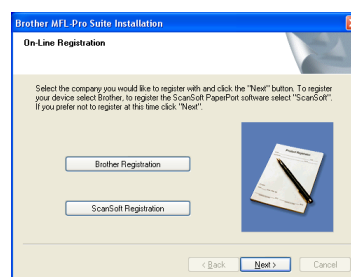 Brother MFL-Pro Suite Installation
On-Line Registration
Select the company you would like to register with and click the "Next" button. To register
your device select Brother, to register the ScanSoft PaperPort software select "ScanSoft".
If you prefer not to register at this time click "Next".
Brother Registration
ScanSoft Registration
< Back
Next >
Cancel